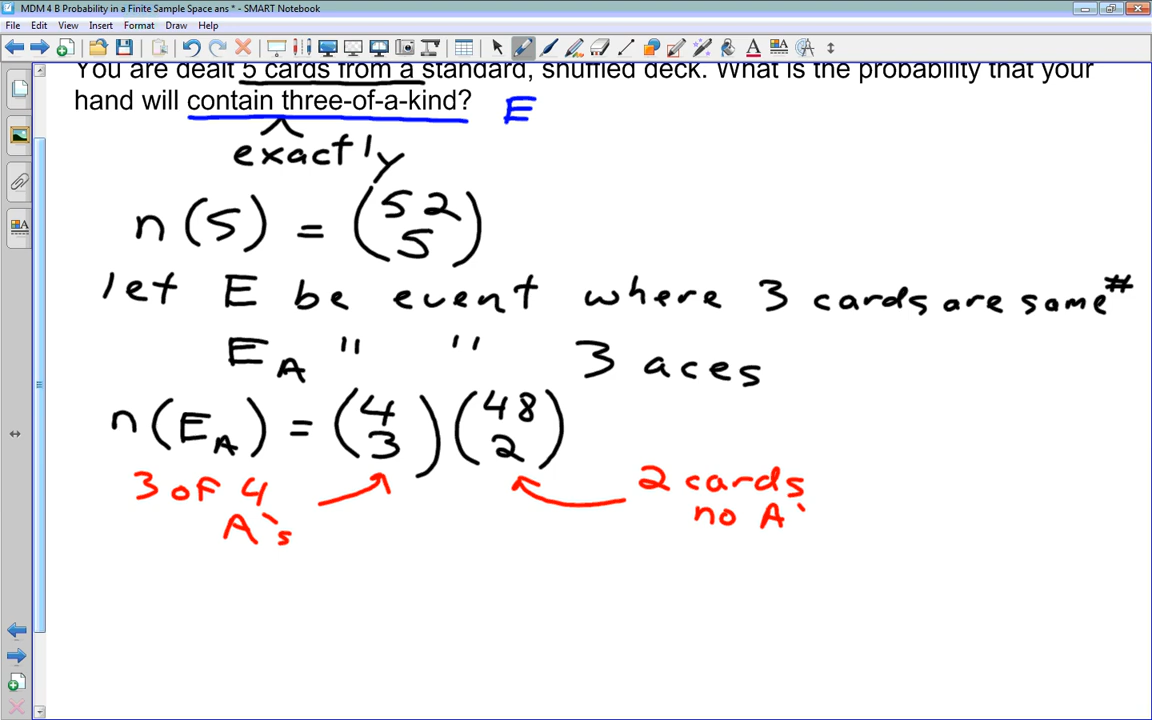 MDM 4 B Probability in a Finite Sample Space ans * - SMART Notebook
File Edit View Insert Format Draw Help
You are dealt 5 cards from a standard, shuffled deck. What is the probability that your
hand will contain three-of-a-kind? E
exactly
n(S) = (52
5)
let E be event where 3 cards are same #
E_A " " 3 aces
n(E_A) = (4 3)(48 2)
3 of 4 2 cards
A's no A'